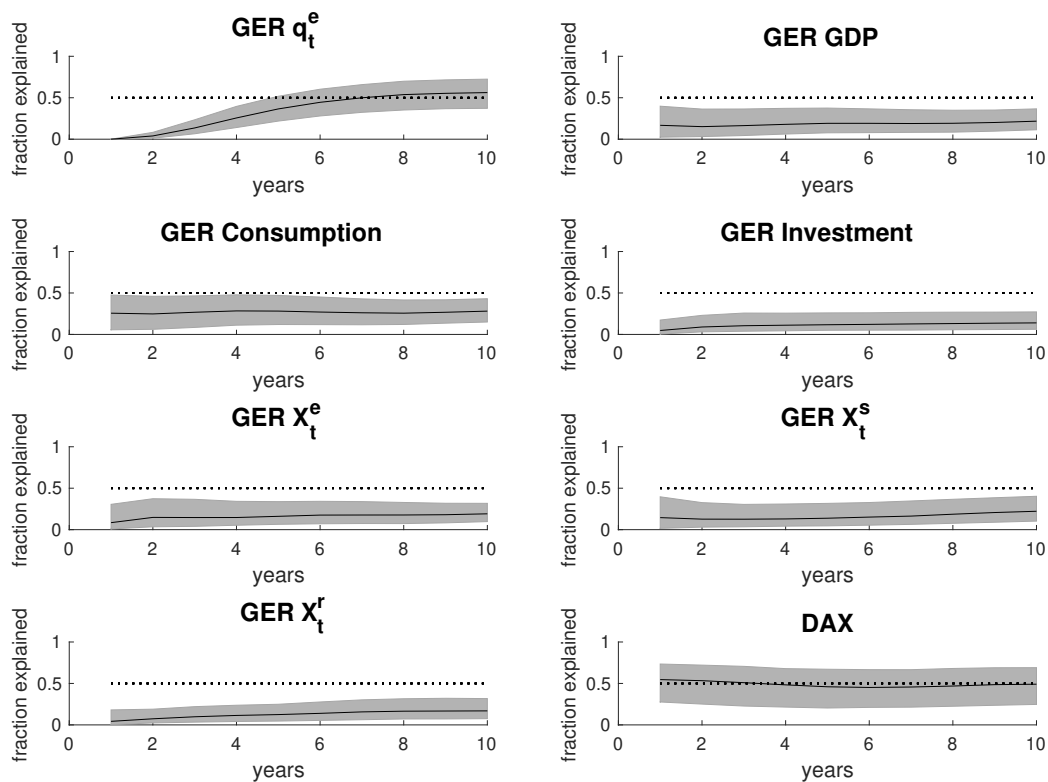 GER q_t^e
fraction explained
1
0.5
0
0 2 4 6 8 10
years
GER GDP
fraction explained
1
0.5
0
0 2 4 6 8 10
years
GER Consumption
fraction explained
1
0.5
0
0 2 4 6 8 10
years
GER Investment
fraction explained
1
0.5
0
0 2 4 6 8 10
years
GER X_t^e
fraction explained
1
0.5
0
0 2 4 6 8 10
years
GER X_t^s
fraction explained
1
0.5
0
0 2 4 6 8 10
years
GER X_t^r
fraction explained
1
0.5
0
0 2 4 6 8 10
years
DAX
fraction explained
1
0.5
0
0 2 4 6 8 10
years